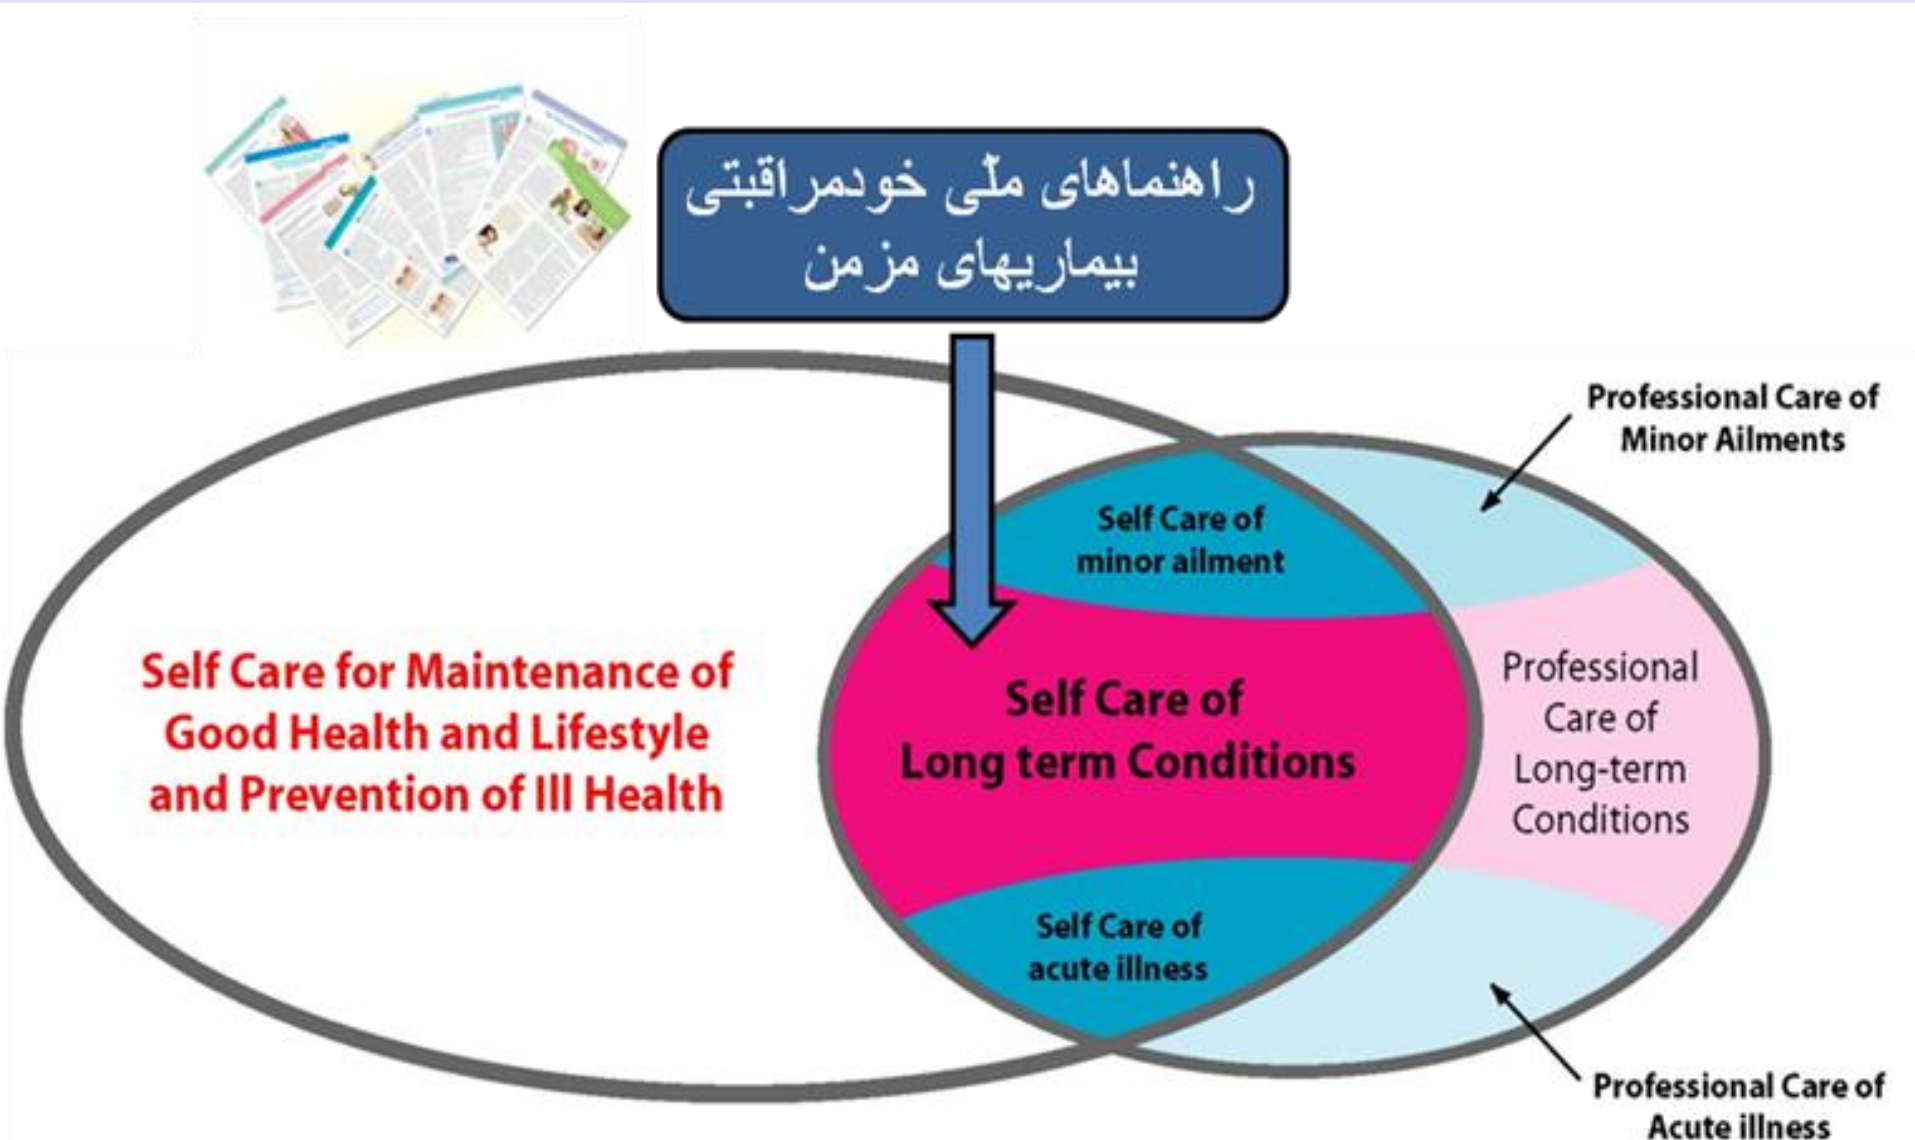 راهنماهای ملّی خودمراقبتی
بیماریهای مزمن
Professional Care of
Minor Ailments
Self Care of
minor ailment
Self Care for Maintenance of
Good Health and Lifestyle
and Prevention of Ill Health
Self Care of
Long term Conditions
Professional
Care of
Long-term
Conditions
Self Care of
acute illness
Professional Care of
Acute illness